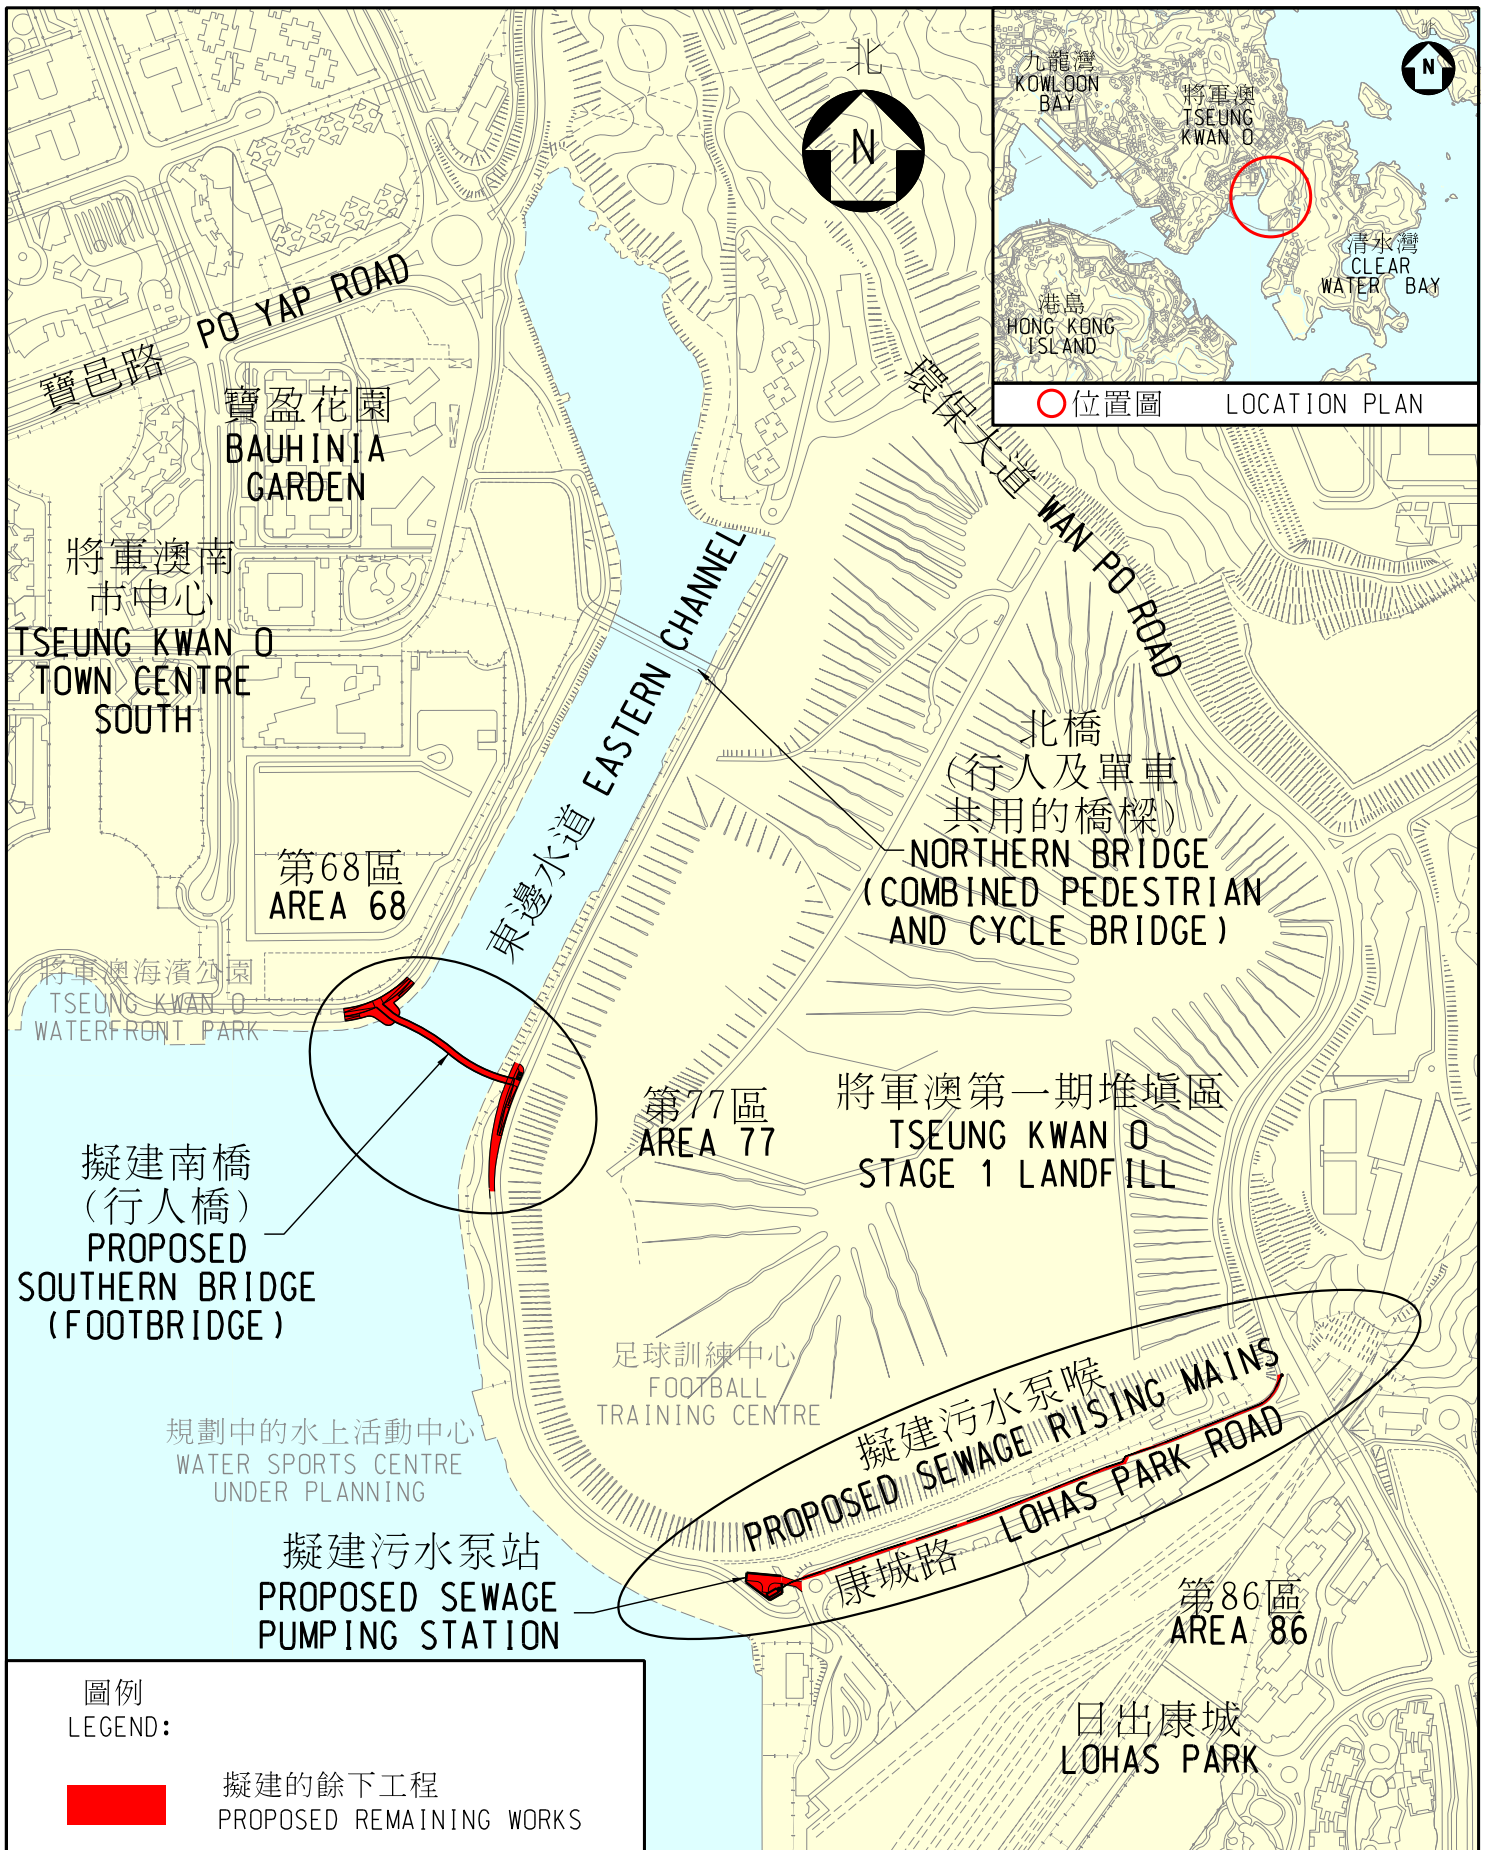 北
N
北
N
九龍灣
KOWLOON
BAY
將軍澳
TSEUNG
KWAN O
清水灣
CLEAR
WATER BAY
港島
HONG KONG
ISLAND
位置圖 LOCATION PLAN
寶邑路 PO YAP ROAD
寶盈花園
BAUHINIA
GARDEN
環保大道 WAN PO ROAD
將軍澳南
市中心
TSEUNG KWAN O
TOWN CENTRE
SOUTH
東邊水道 EASTERN CHANNEL
北橋
(行人及單車
共用的橋樑)
NORTHERN BRIDGE
(COMBINED PEDESTRIAN
AND CYCLE BRIDGE)
第68區
AREA 68
將軍澳海濱公園
TSEUNG KWAN O
WATERFRONT PARK
第77區
AREA 77
將軍澳第一期堆塡區
TSEUNG KWAN O
STAGE 1 LANDFILL
擬建南橋
(行人橋)
PROPOSED
SOUTHERN BRIDGE
(FOOTBRIDGE)
足球訓練中心
FOOTBALL
TRAINING CENTRE
擬建污水泵喉
PROPOSED SEWAGE RISING MAINS
康城路 LOHAS PARK ROAD
規劃中的水上活動中心
WATER SPORTS CENTRE
UNDER PLANNING
擬建污水泵站
PROPOSED SEWAGE
PUMPING STATION
第86區
AREA 86
日出康城
LOHAS PARK
圖例
LEGEND:
擬建的餘下工程
PROPOSED REMAINING WORKS